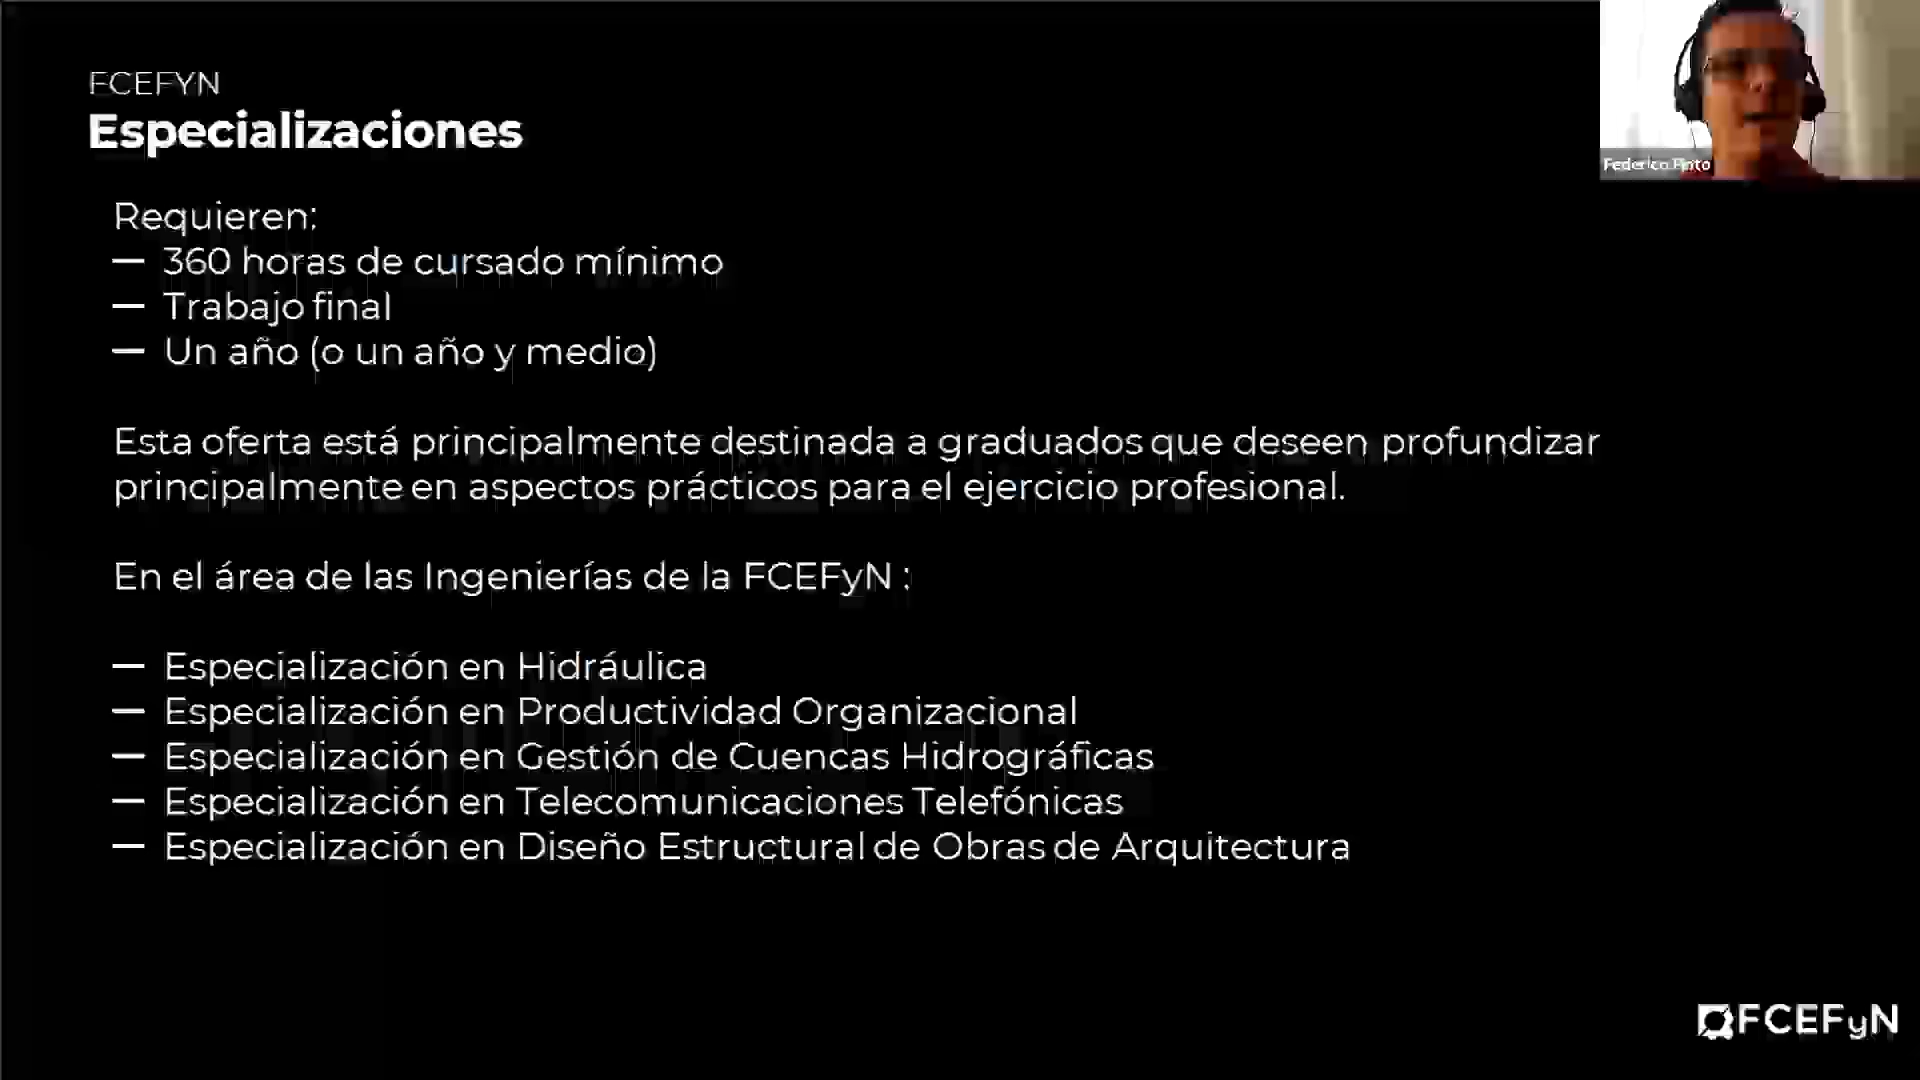 FCEFYN
Especializaciones
Federico Pinto
Requieren:
— 360 horas de cursado mínimo
— Trabajo final
— Un año (o un año y medio)
Esta oferta está principalmente destinada a graduados que deseen profundizar
principalmente en aspectos prácticos para el ejercicio profesional.
En el área de las Ingenierías de la FCEFyN :
— Especialización en Hidráulica
— Especialización en Productividad Organizacional
— Especialización en Gestión de Cuencas Hidrográficas
— Especialización en Telecomunicaciones Telefónicas
— Especialización en Diseño Estructural de Obras de Arquitectura
FCEFyN